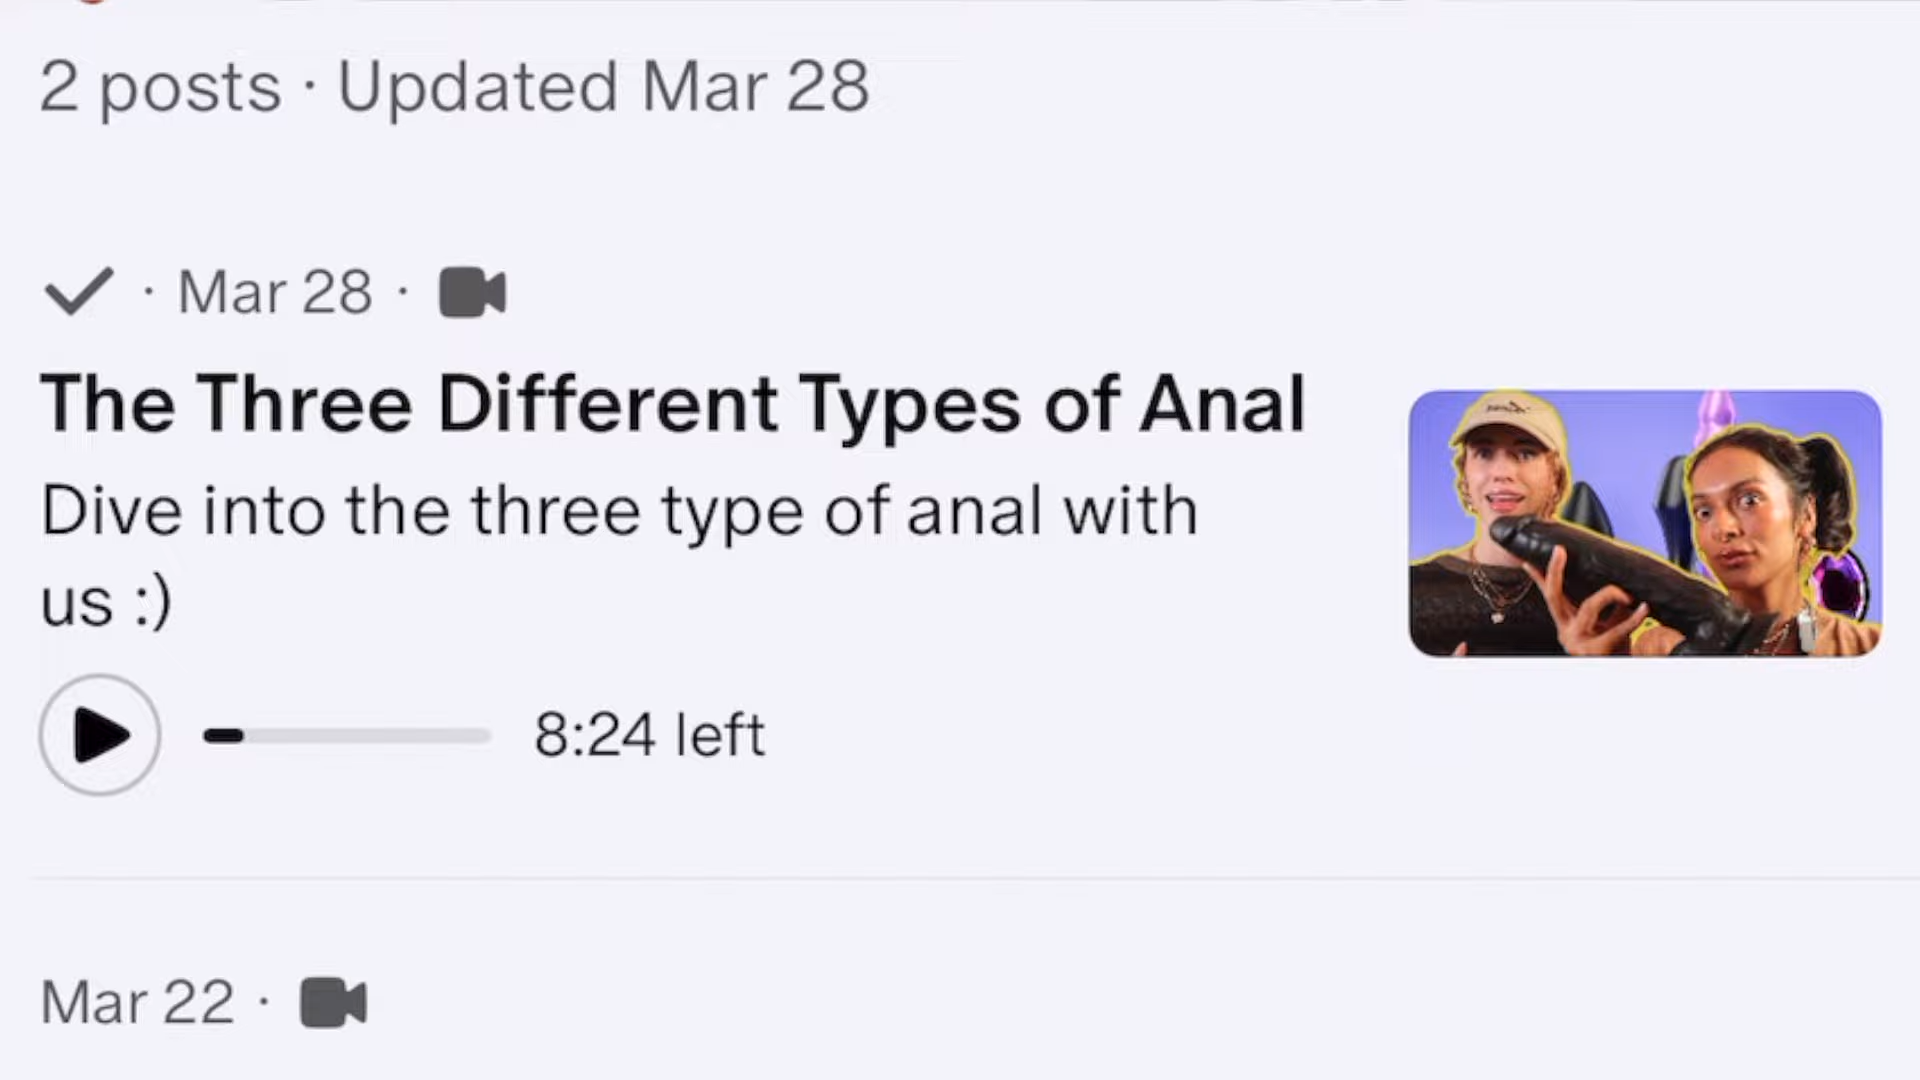 2 posts · Updated Mar 28
· Mar 28 ·
The Three Different Types of Anal
Dive into the three type of anal with
us :)
8:24 left
Mar 22 ·